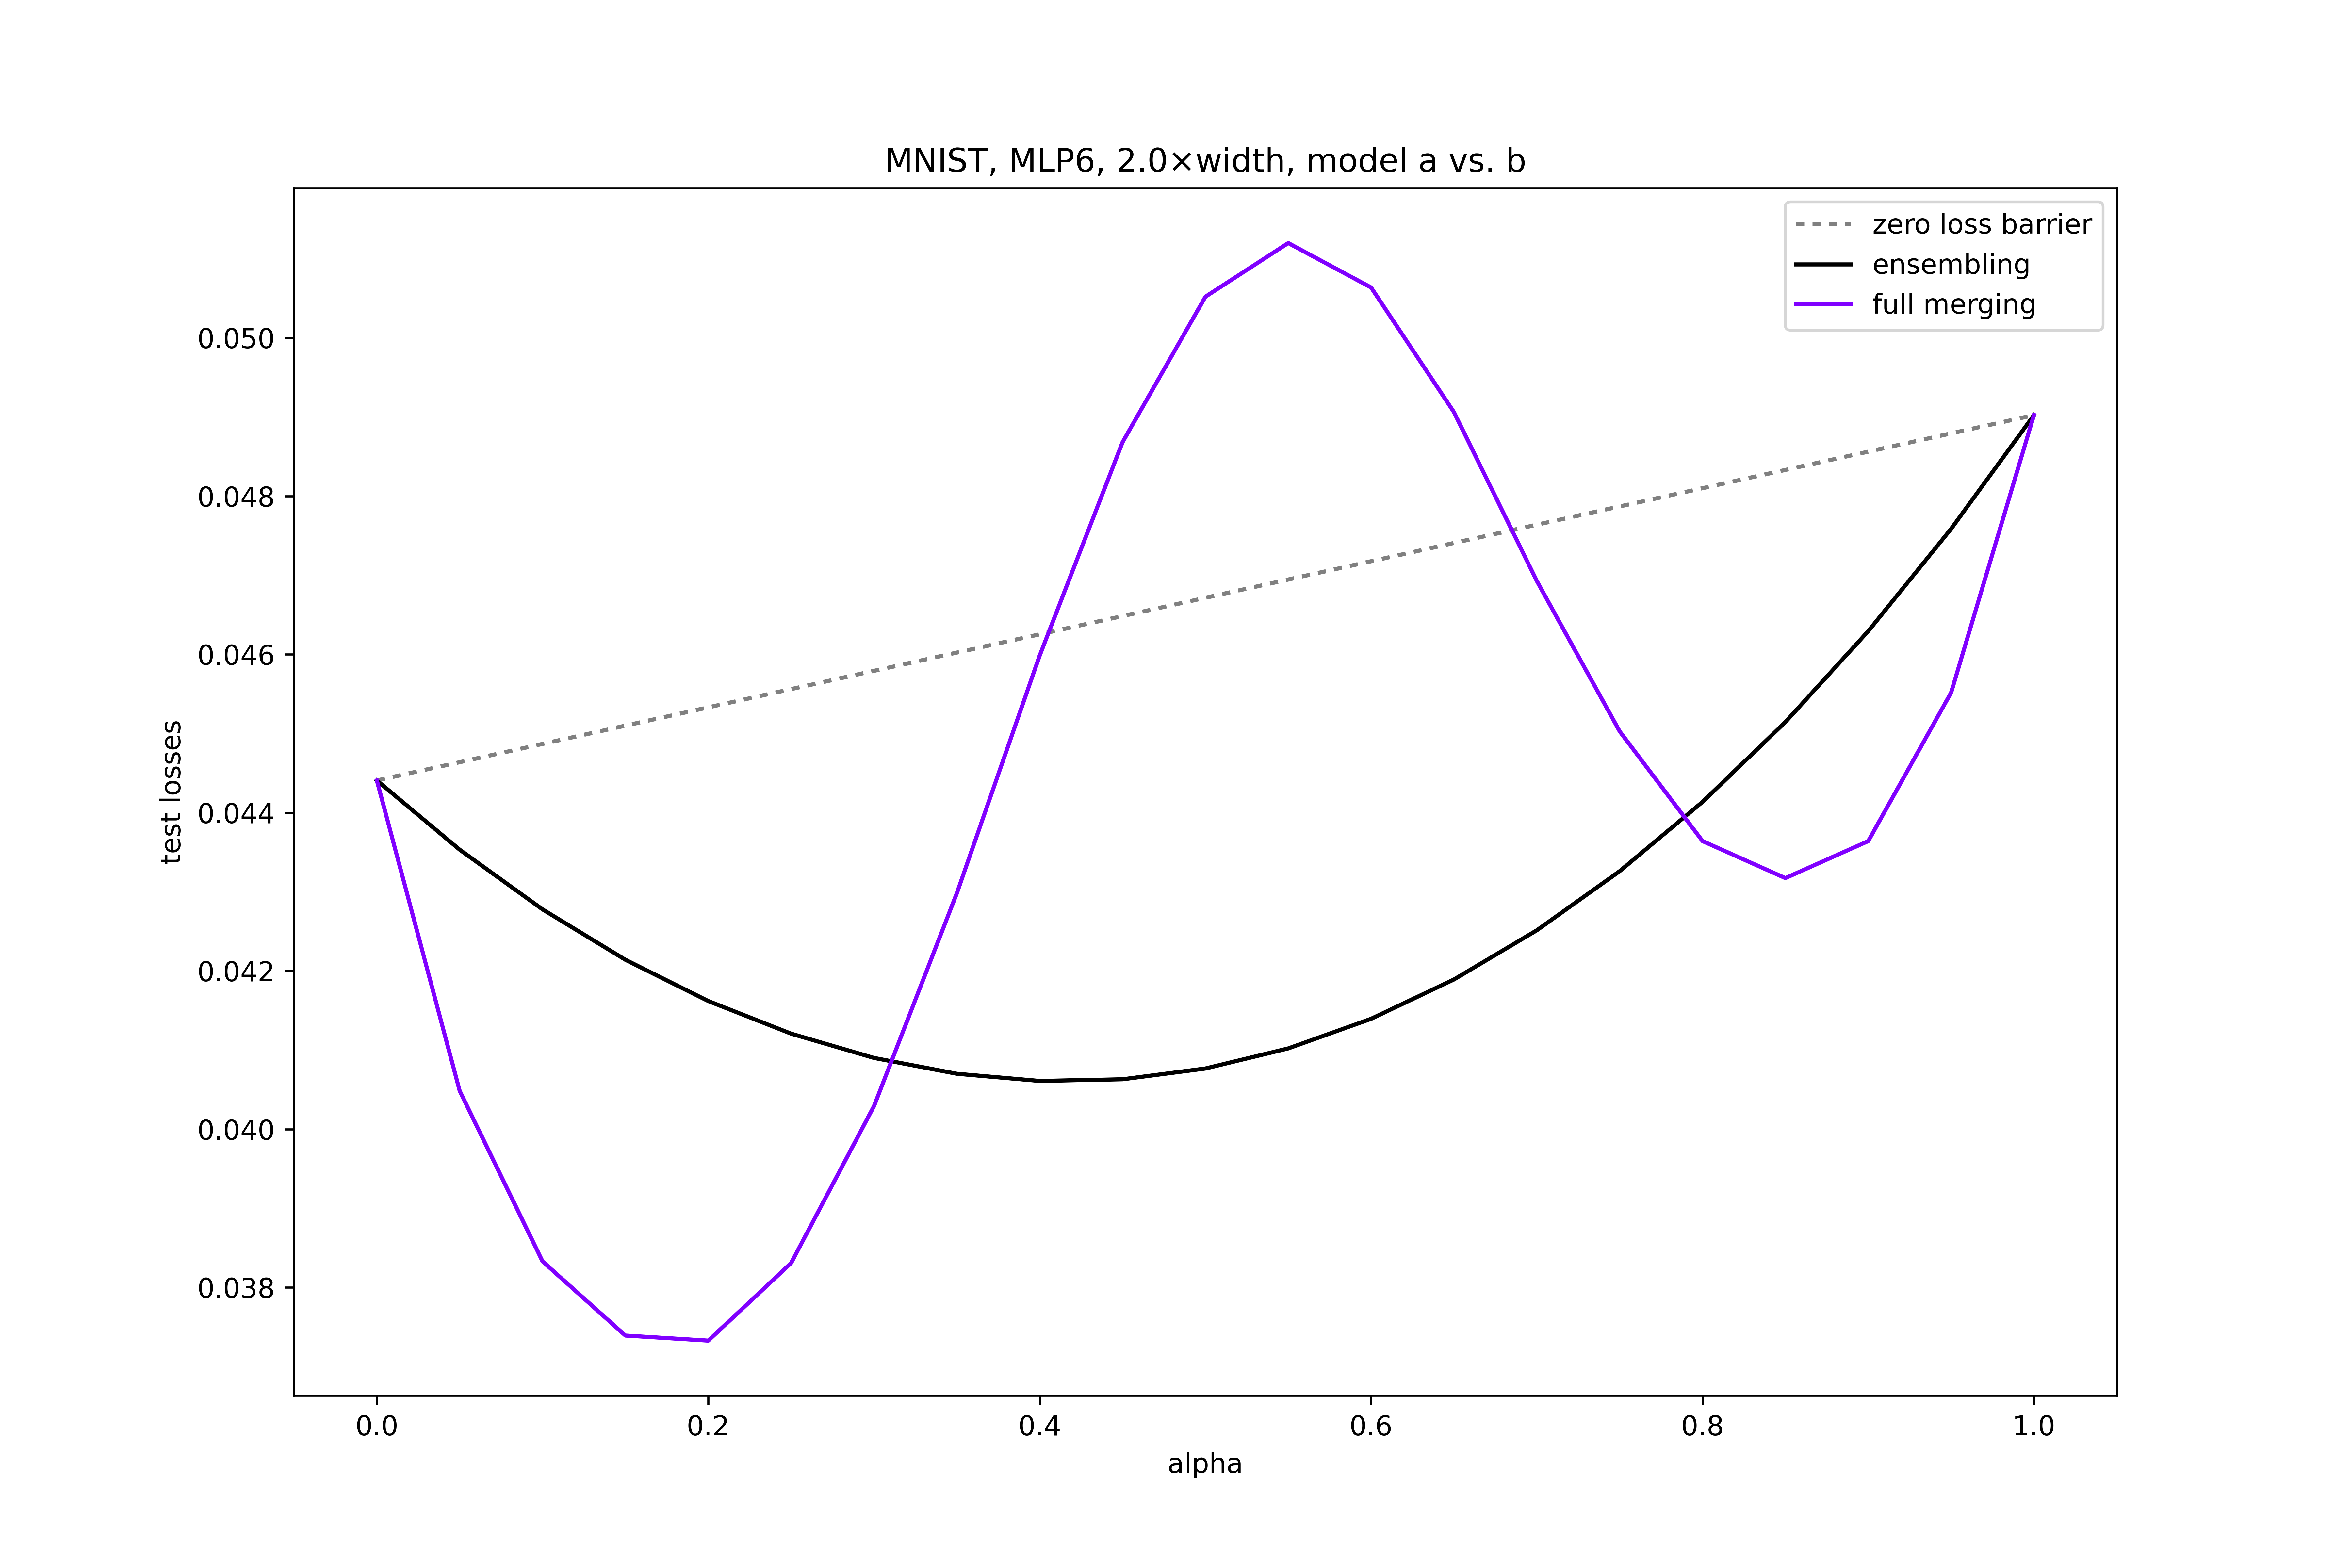 MNIST, MLP6, 2.0×width, model a vs. b
zero loss barrier
ensembling
full merging
0.050
0.048
0.046
0.044
0.042
0.040
0.038
test losses
0.0 0.2 0.4 0.6 0.8 1.0
alpha